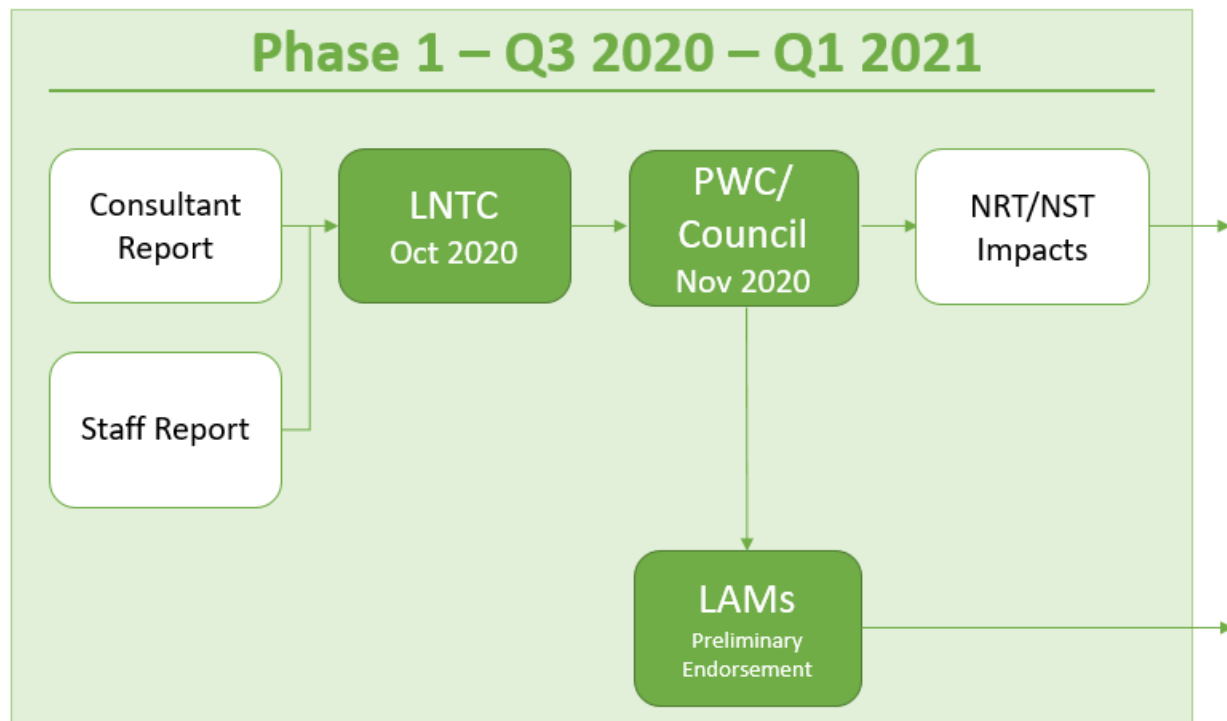 Phase 1 – Q3 2020 – Q1 2021
Consultant
Report
LNTC
Oct 2020
PWC/
Council
Nov 2020
NRT/NST
Impacts
Staff Report
LAMs
Preliminary
Endorsement